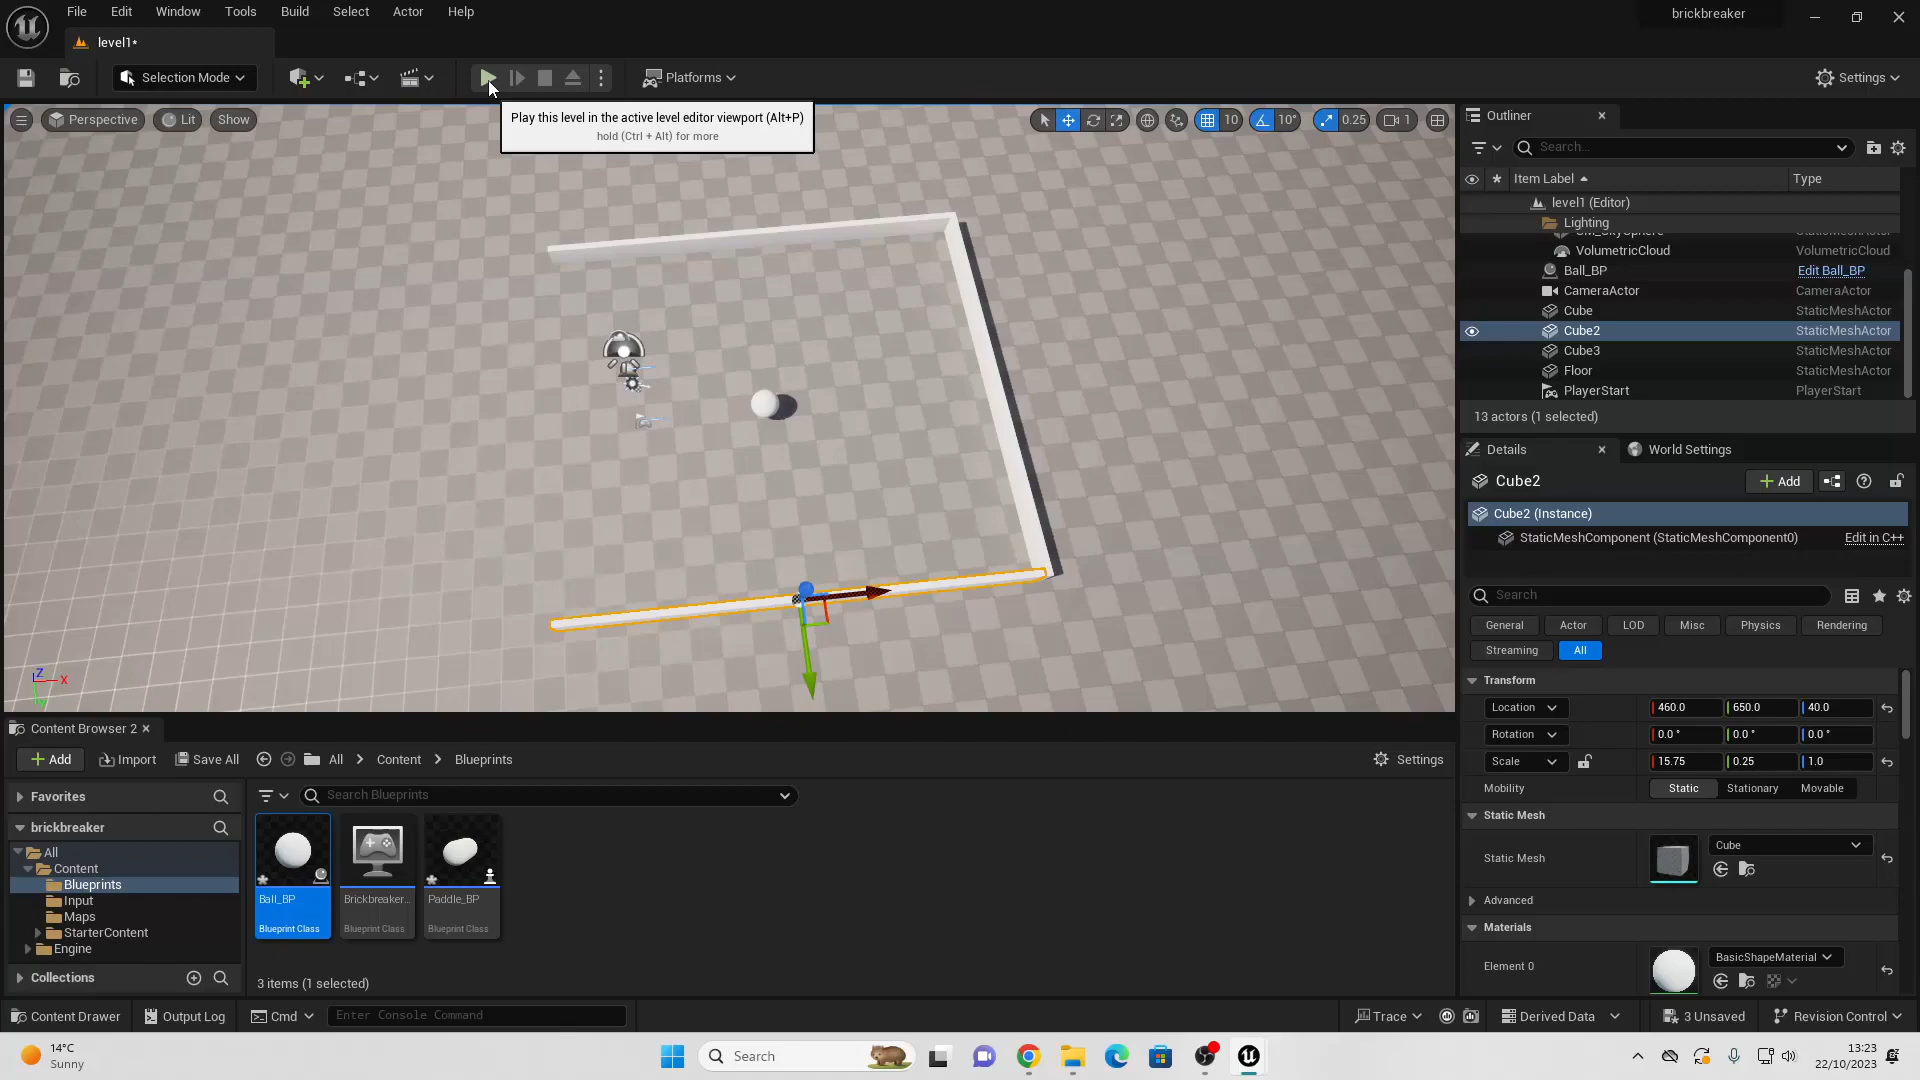 File Edit Window Tools Build Select Actor Help
brickbreaker
level1*
Selection Mode
Platforms
Settings
Play this level in the active level editor viewport (Alt+P)
hold (Ctrl + Alt) for more
Perspective Lit Show
10 10° 0.25 1
Z X
Outliner
Search...
Item Label Type
level1 (Editor)
Lighting
SM_SkySphere StaticMeshActor
VolumetricCloud VolumetricCloud
Ball_BP Edit Ball_BP
CameraActor CameraActor
Cube StaticMeshActor
Cube2 StaticMeshActor
Cube3 StaticMeshActor
Floor StaticMeshActor
PlayerStart PlayerStart
13 actors (1 selected)
Details World Settings
Cube2 Add
Cube2 (Instance)
StaticMeshComponent (StaticMeshComponent0) Edit in C++
Search
General Actor LOD Misc Physics Rendering
Streaming All
Transform
Location 460.0 650.0 40.0
Rotation 0.0 ° 0.0 ° 0.0 °
Scale 15.75 0.25 1.0
Mobility Static Stationary Movable
Static Mesh
Static Mesh Cube
Advanced
Materials
Element 0 BasicShapeMaterial
Content Browser 2
Add Import Save All All Content Blueprints Settings
Favorites
brickbreaker
All
Content
Blueprints
Input
Maps
StarterContent
Engine
Collections
Search Blueprints
Ball_BP Brickbreaker... Paddle_BP
Blueprint Class Blueprint Class Blueprint Class
3 items (1 selected)
Content Drawer Output Log Cmd Enter Console Command Trace Derived Data 3 Unsaved Revision Control
14°C
Sunny
Search
13:23
22/10/2023